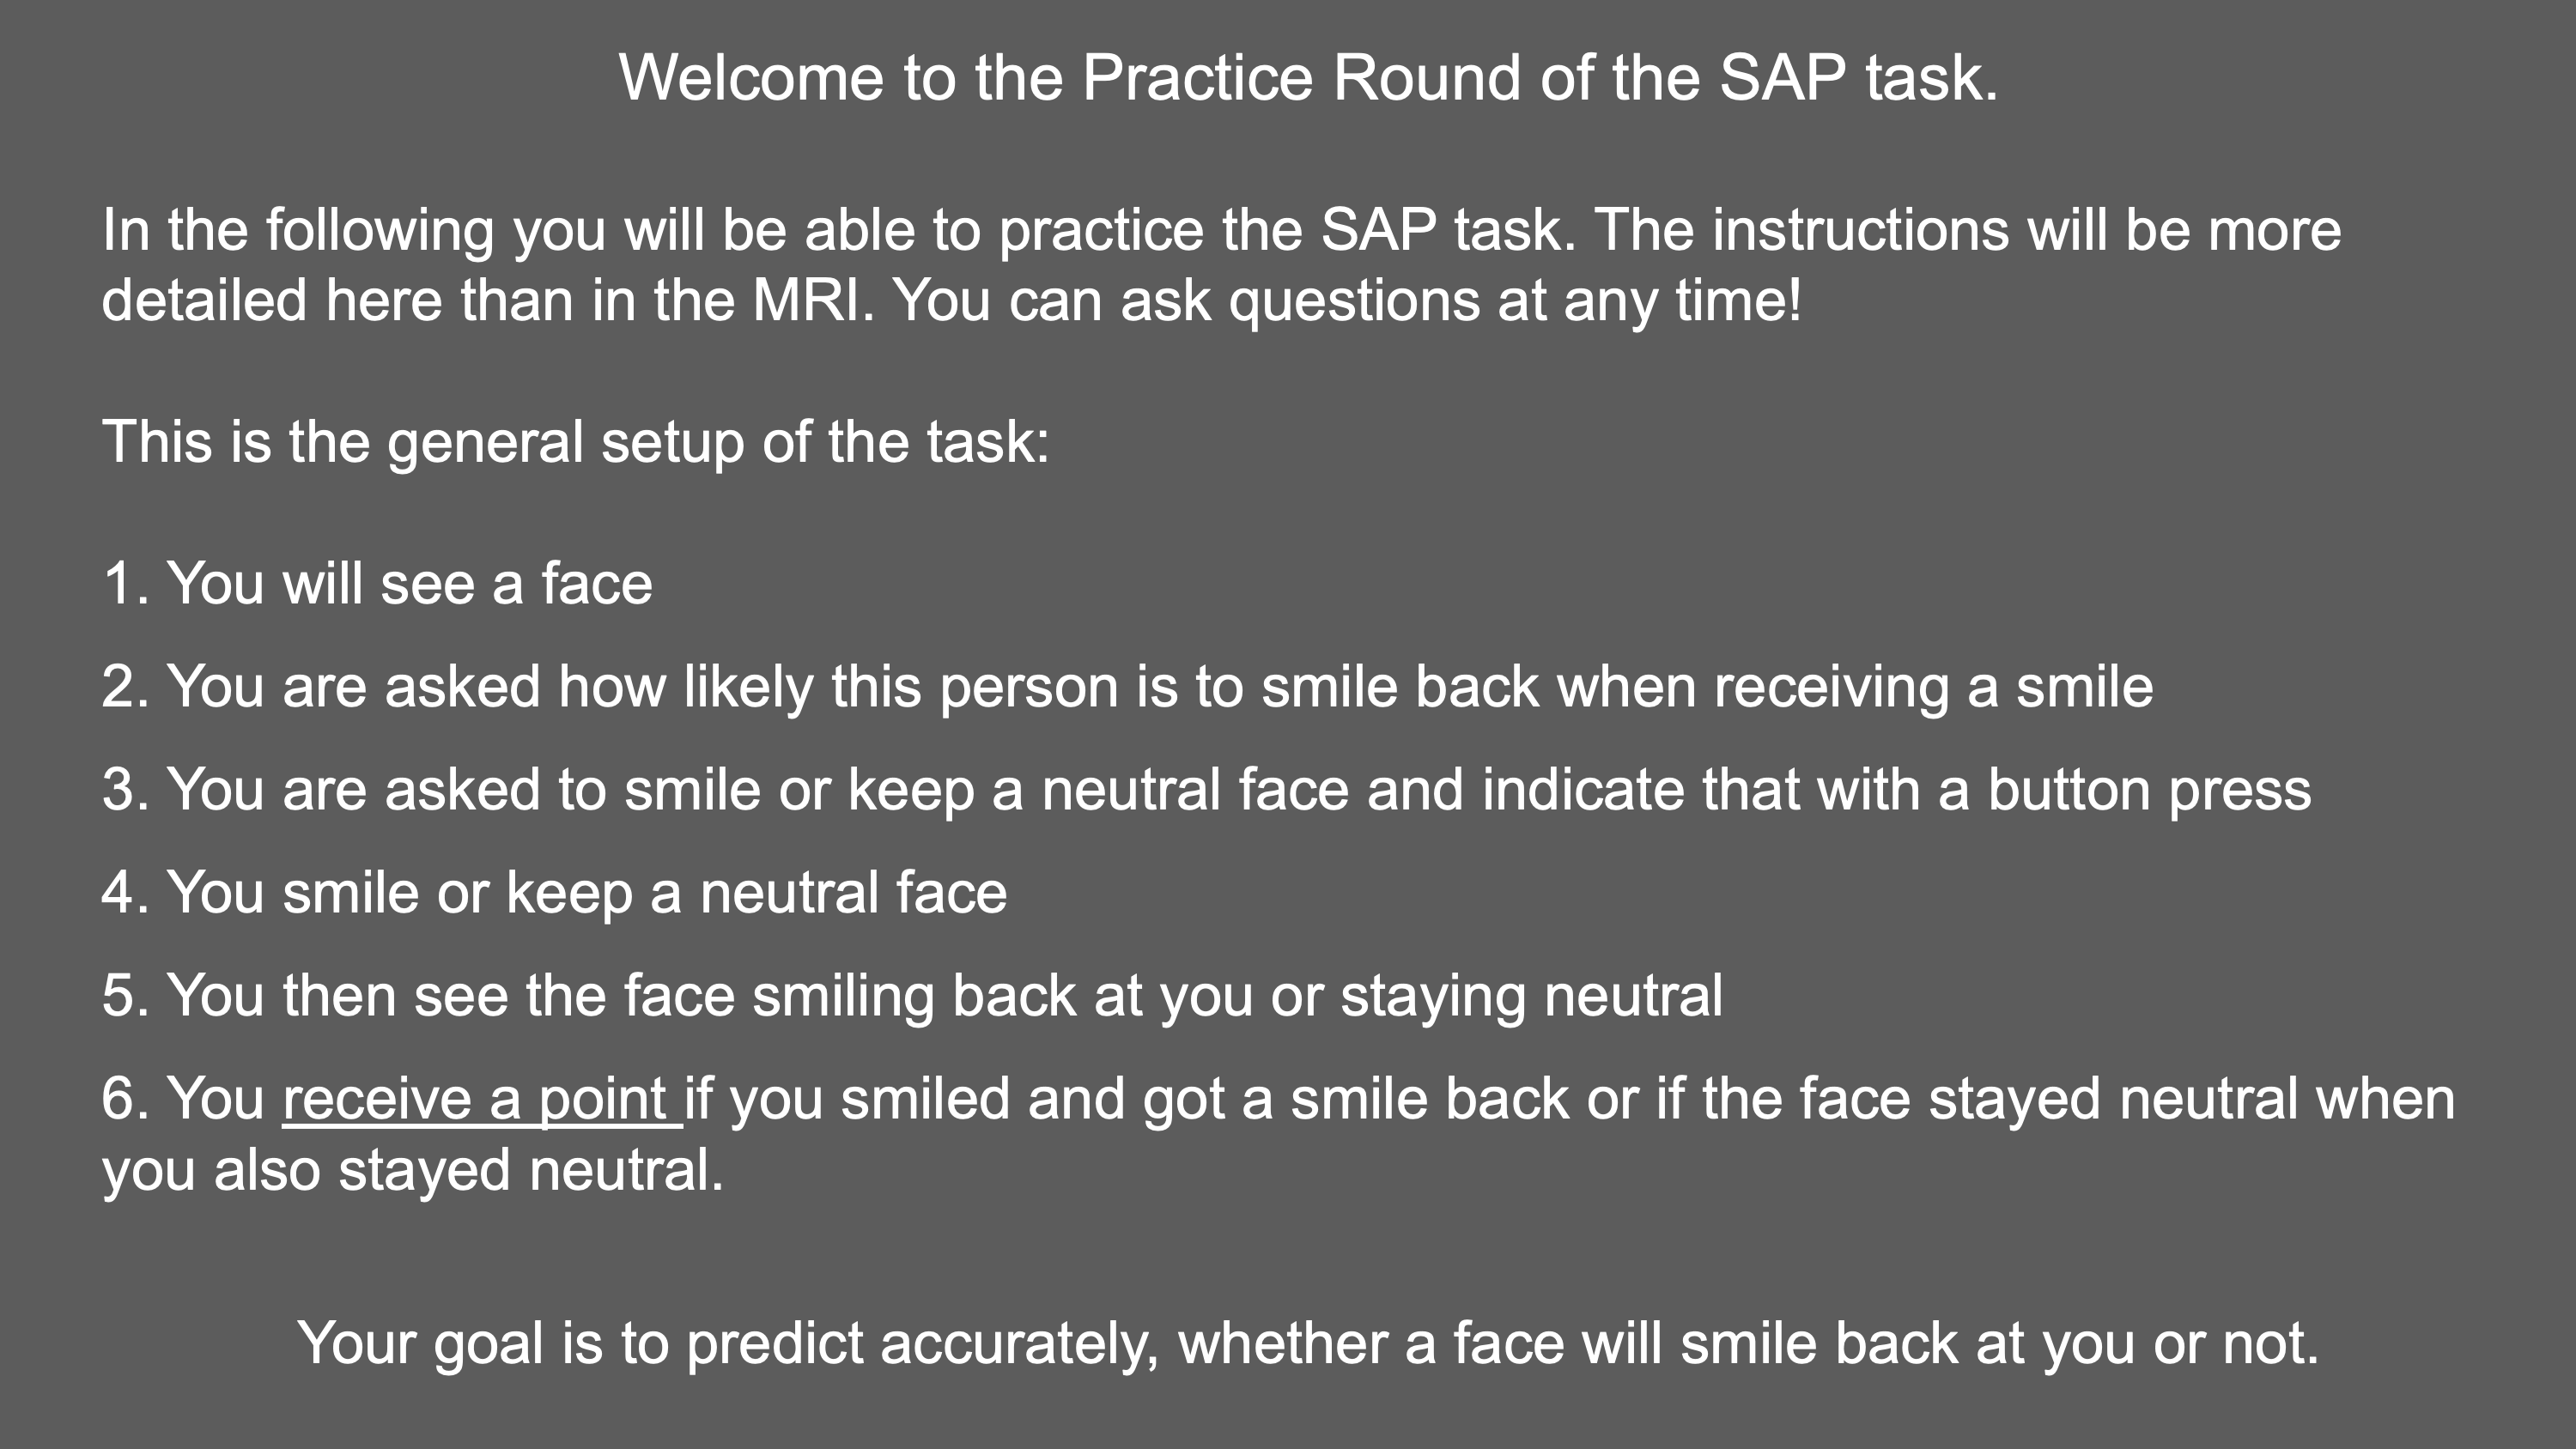 Welcome to the Practice Round of the SAP task.
In the following you will be able to practice the SAP task. The instructions will be more
detailed here than in the MRI. You can ask questions at any time!
This is the general setup of the task:
1. You will see a face
2. You are asked how likely this person is to smile back when receiving a smile
3. You are asked to smile or keep a neutral face and indicate that with a button press
4. You smile or keep a neutral face
5. You then see the face smiling back at you or staying neutral
6. You receive a point if you smiled and got a smile back or if the face stayed neutral when
you also stayed neutral.
Your goal is to predict accurately, whether a face will smile back at you or not.